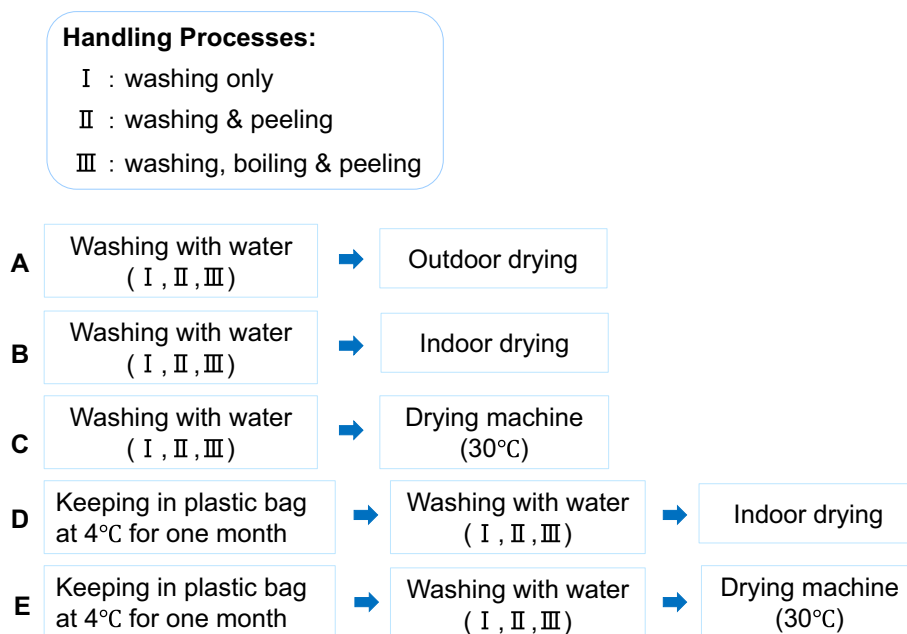 Handling Processes:
Ⅰ : washing only
Ⅱ : washing & peeling
Ⅲ : washing, boiling & peeling
A
Washing with water
(Ⅰ,Ⅱ,Ⅲ)
Outdoor drying
B
Washing with water
(Ⅰ,Ⅱ,Ⅲ)
Indoor drying
C
Washing with water
(Ⅰ,Ⅱ,Ⅲ)
Drying machine
(30℃)
D
Keeping in plastic bag
at 4℃ for one month
Washing with water
(Ⅰ,Ⅱ,Ⅲ)
Indoor drying
E
Keeping in plastic bag
at 4℃ for one month
Washing with water
(Ⅰ,Ⅱ,Ⅲ)
Drying machine
(30℃)